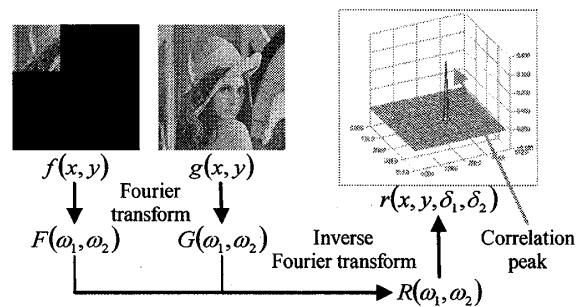 f(x, y)
g(x, y)
r(x, y, δ₁, δ₂)
Fourier
transform
F(ω₁, ω₂)
G(ω₁, ω₂)
Inverse
Fourier transform
Correlation
peak
R(ω₁, ω₂)